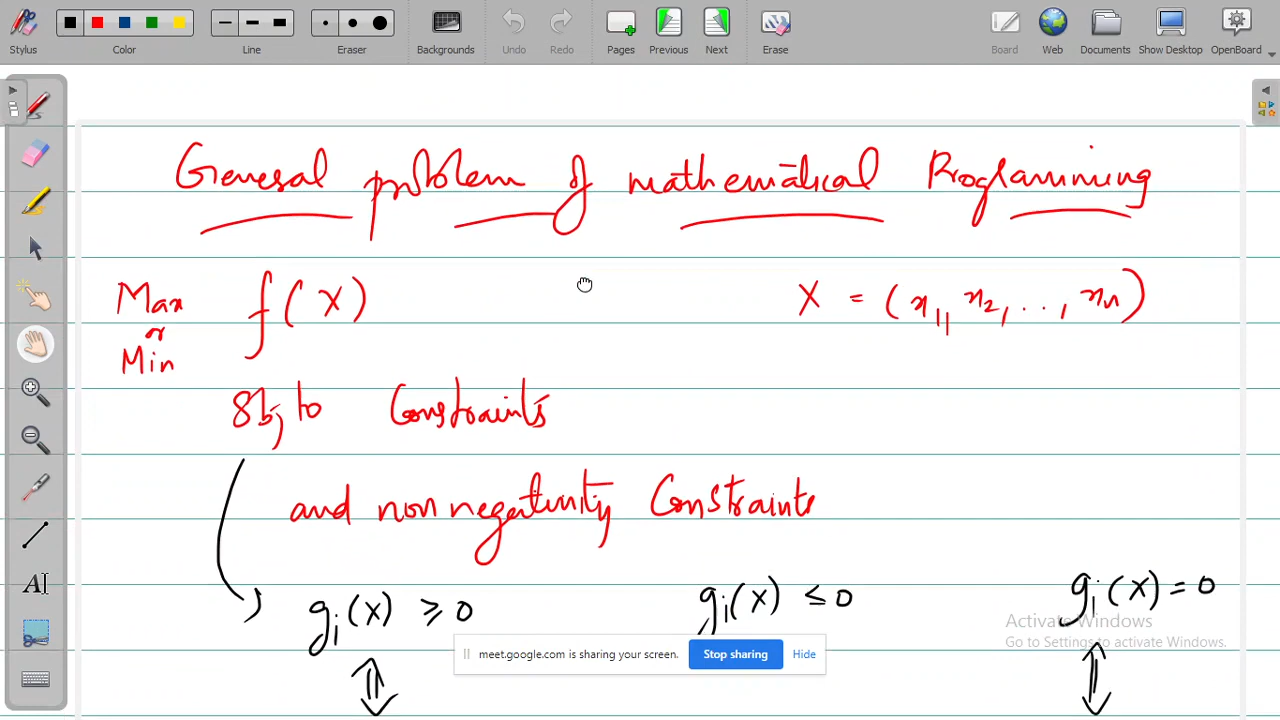 Stylus Color Line Eraser Backgrounds Undo Redo Pages Previous Next Erase Board Web Documents Show Desktop OpenBoard
General problem of mathematical Programming
Max or Min f(X) X = (x1, x2, . . . , xn)
Sb; to Constraints
and non negativity Constraints
gi(X) ≥ 0 gi(X) ≤ 0 gi(X) = 0
Activate Windows
Go to Settings to activate Windows.
meet.google.com is sharing your screen. Stop sharing Hide